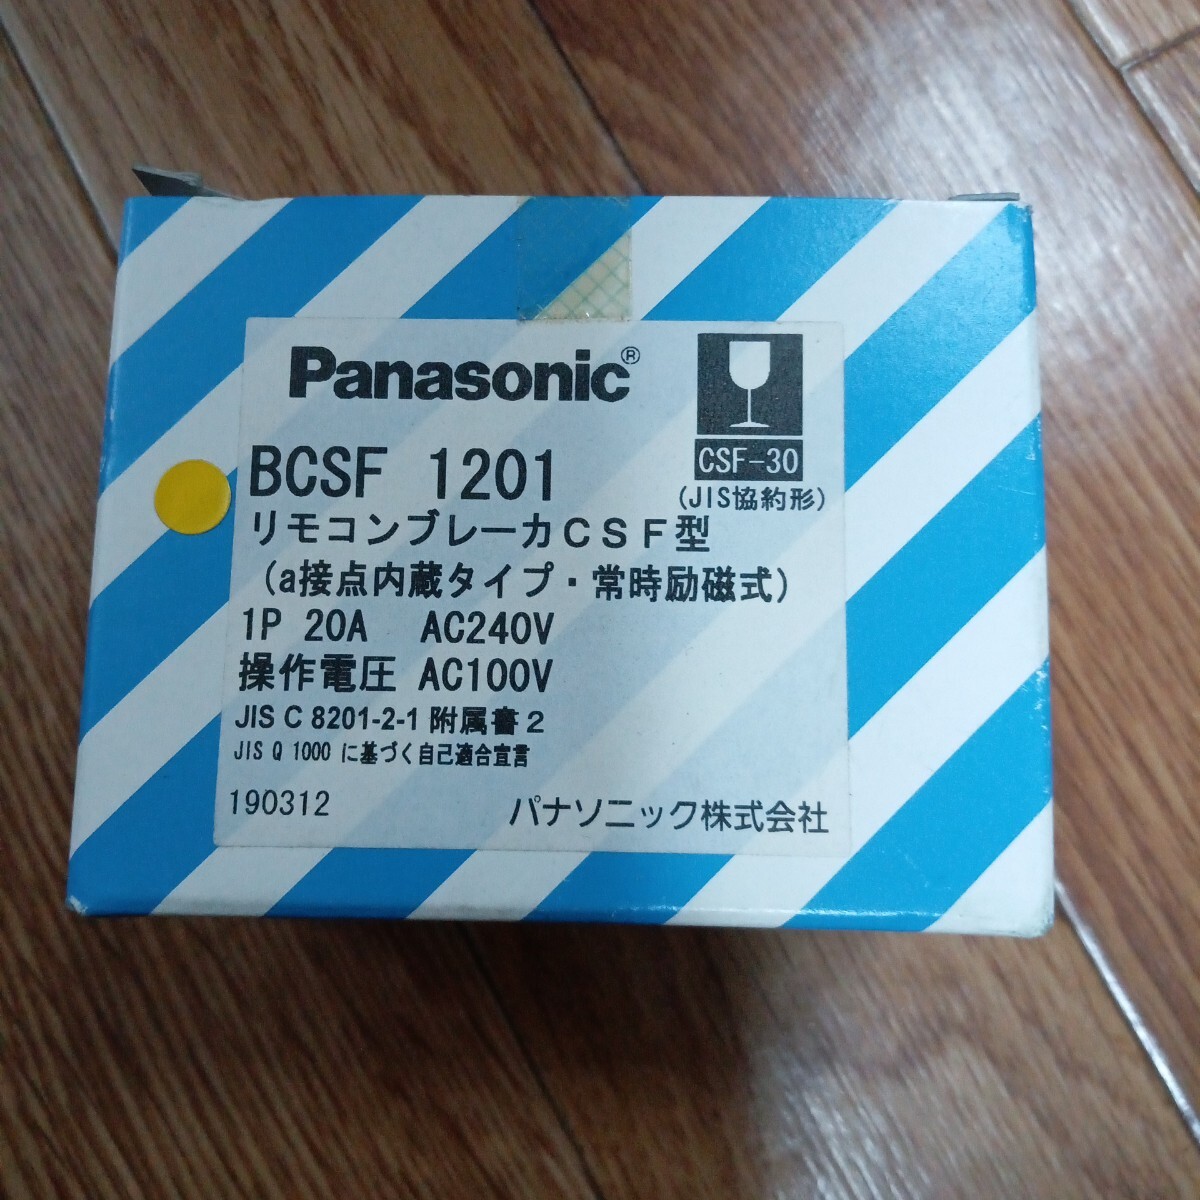 Panasonic®
CSF-30
BCSF 1201
(JIS協約形)
リモコンブレーカCSF型
(a接点内蔵タイプ・常時励磁式)
1P 20A AC240V
操作電圧 AC100V
JIS C 8201-2-1 附属書2
JIS Q 1000 に基づく自己適合宣言
190312 パナソニック株式会社